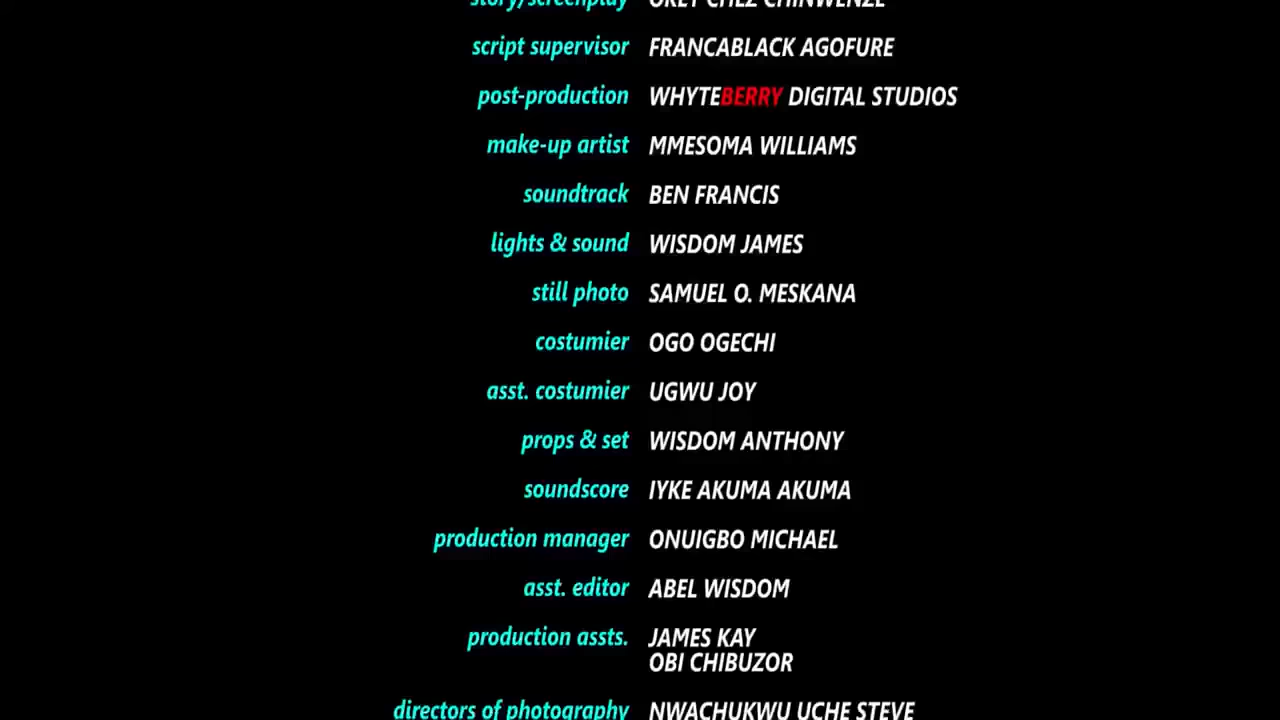 story/screenplay OKEY CHEZ CHINWENZE
script supervisor FRANCABLACK AGOFURE
post-production WHYTEBERRY DIGITAL STUDIOS
make-up artist MMESOMA WILLIAMS
soundtrack BEN FRANCIS
lights & sound WISDOM JAMES
still photo SAMUEL O. MESKANA
costumier OGO OGECHI
asst. costumier UGWU JOY
props & set WISDOM ANTHONY
soundscore IYKE AKUMA AKUMA
production manager ONUIGBO MICHAEL
asst. editor ABEL WISDOM
production assts. JAMES KAY
OBI CHIBUZOR
directors of photography NWACHUKWU UCHE STEVE